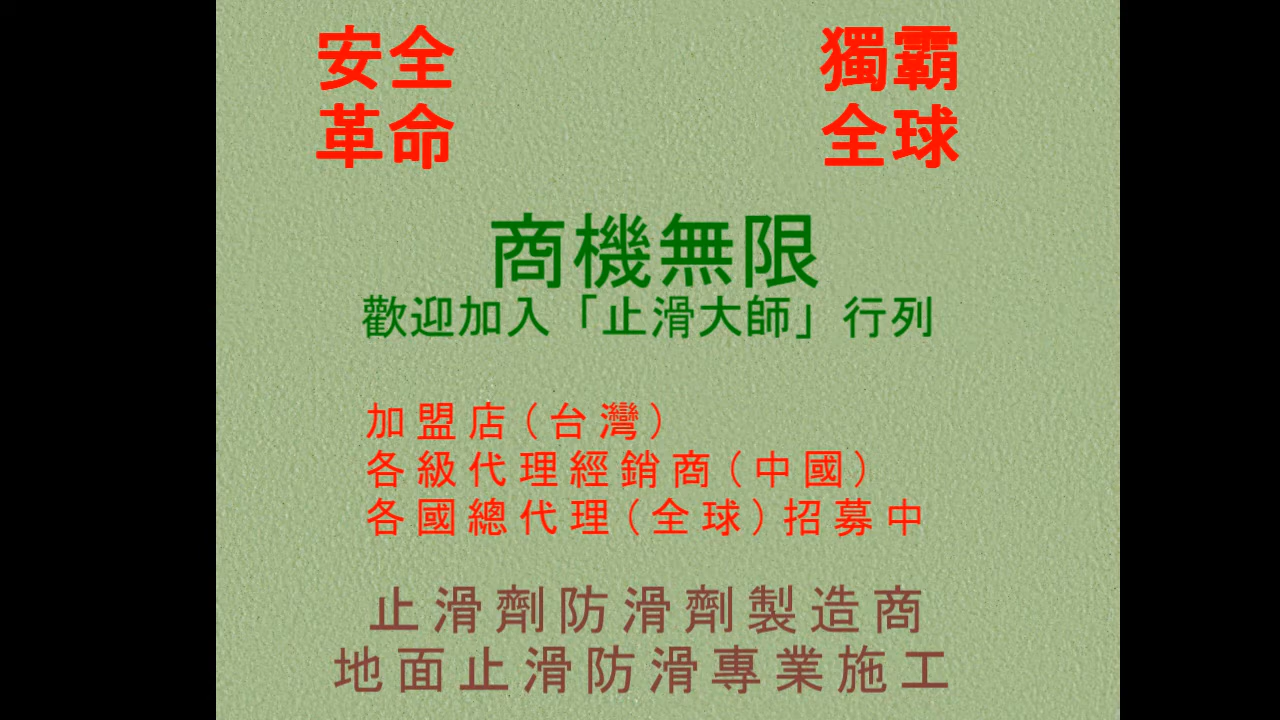 安全
革命
獨霸
全球
商機無限
歡迎加入「止滑大師」行列
加盟店(台灣)
各級代理經銷商(中國)
各國總代理(全球)招募中
止滑劑防滑劑製造商
地面止滑防滑專業施工